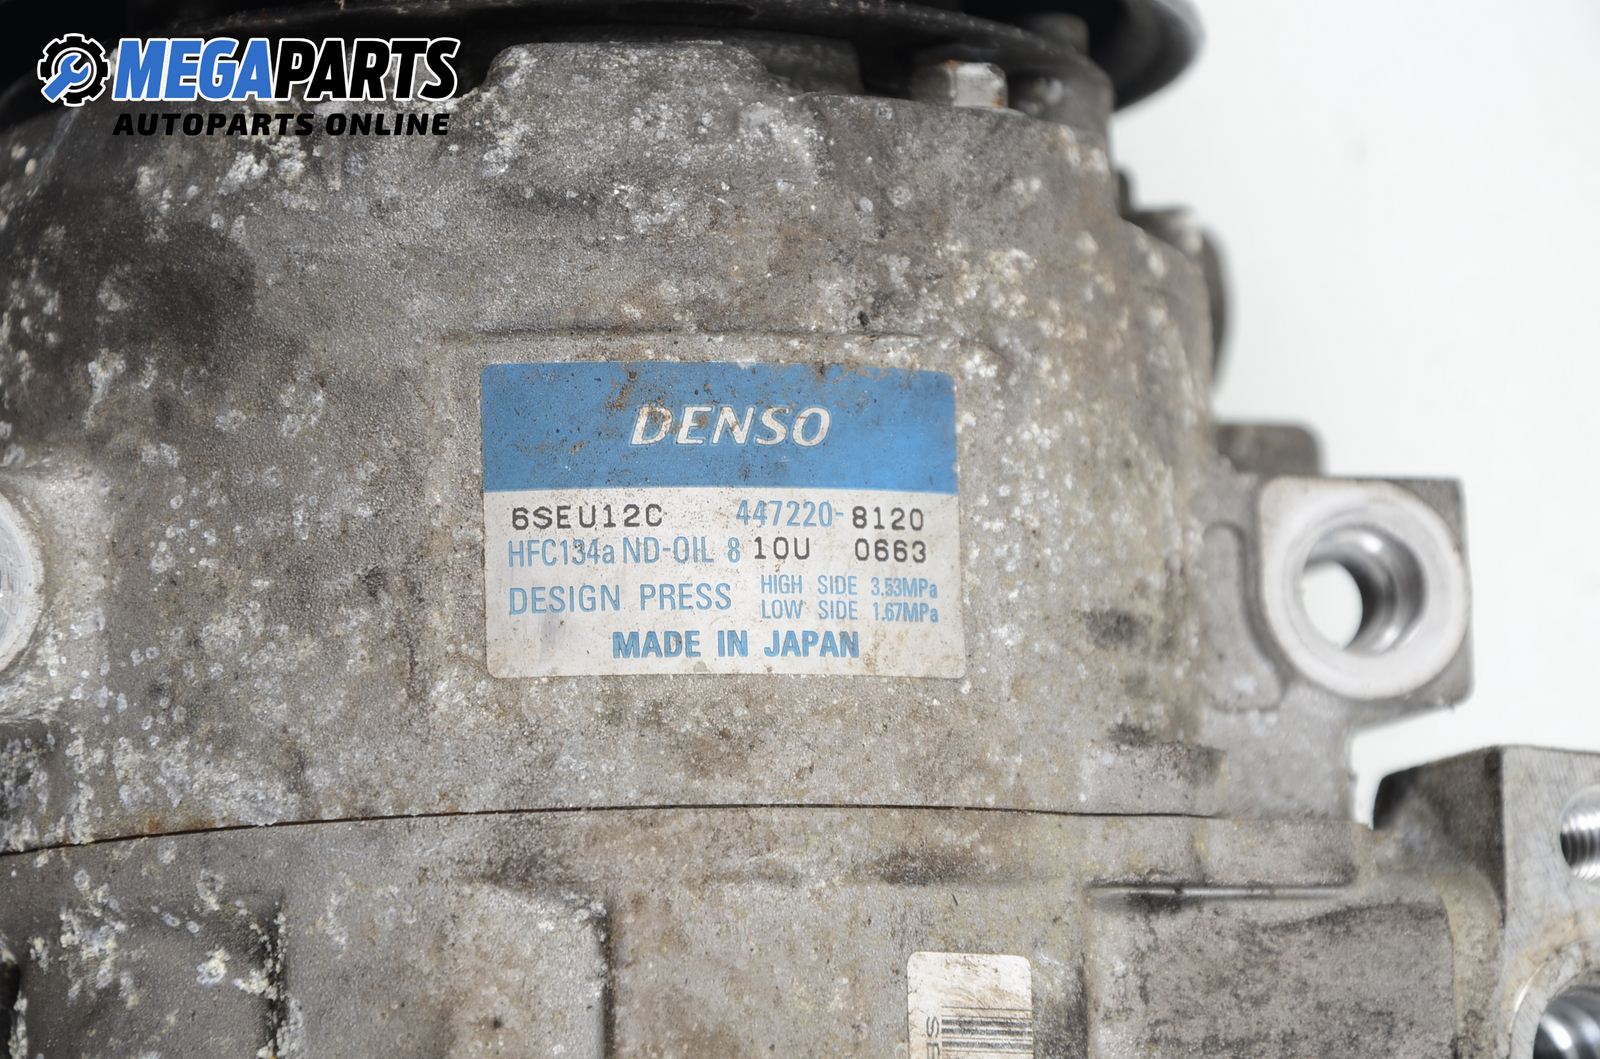 MEGAPARTS
AUTOPARTS ONLINE
DENSO
6SEU12C 447220-8120
HFC134a ND-OIL 8 10U 0663
DESIGN PRESS HIGH SIDE 3.53MPa
LOW SIDE 1.67MPa
MADE IN JAPAN